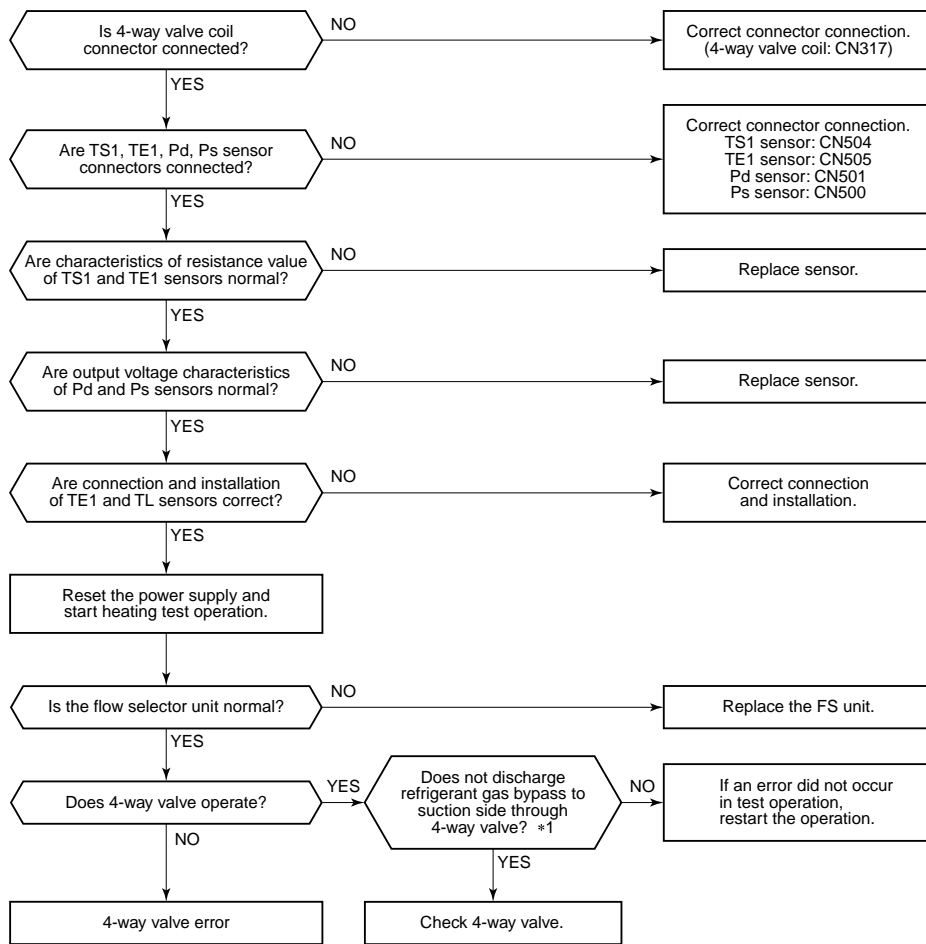 Is 4-way valve coil
connector connected?
NO
Correct connector connection.
(4-way valve coil: CN317)
YES
Are TS1, TE1, Pd, Ps sensor
connectors connected?
NO
Correct connector connection.
TS1 sensor: CN504
TE1 sensor: CN505
Pd sensor: CN501
Ps sensor: CN500
YES
Are characteristics of resistance value
of TS1 and TE1 sensors normal?
NO
Replace sensor.
YES
Are output voltage characteristics
of Pd and Ps sensors normal?
NO
Replace sensor.
YES
Are connection and installation
of TE1 and TL sensors correct?
NO
Correct connection
and installation.
YES
Reset the power supply and
start heating test operation.
Is the flow selector unit normal?
NO
Replace the FS unit.
YES
Does 4-way valve operate?
YES
Does not discharge
refrigerant gas bypass to
suction side through
4-way valve? *1
NO
If an error did not occur
in test operation,
restart the operation.
NO
YES
4-way valve error
Check 4-way valve.